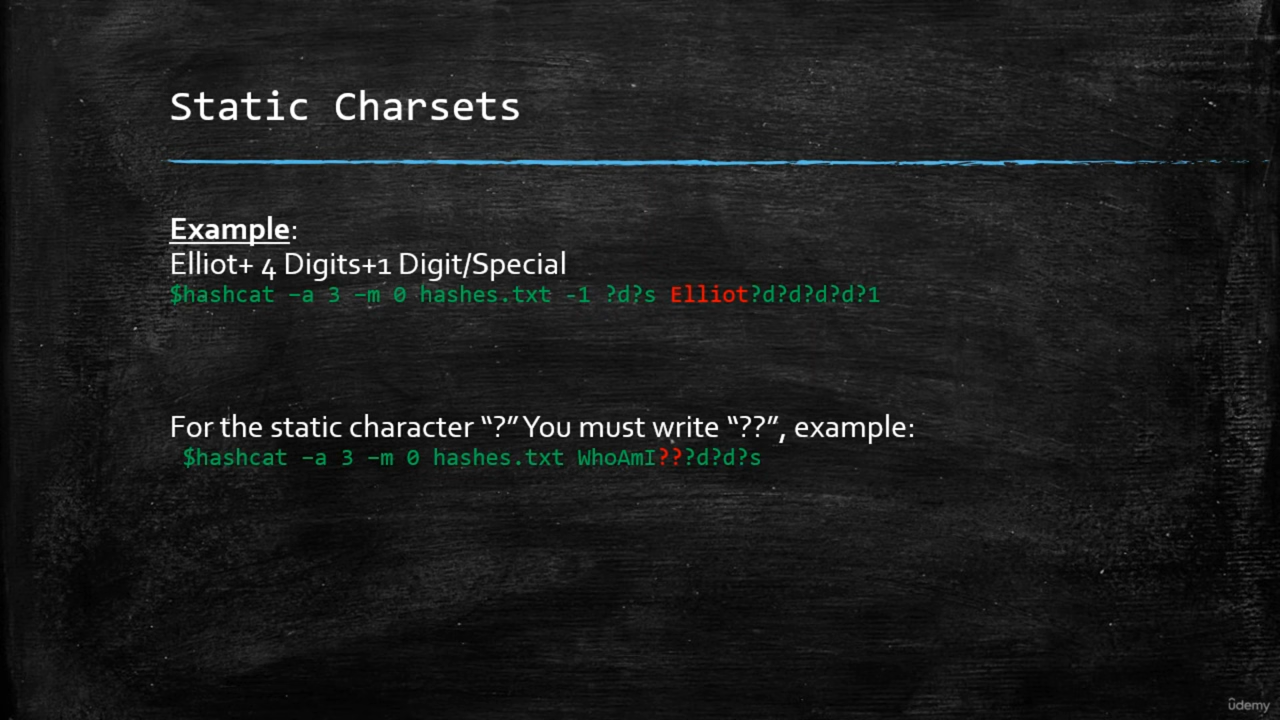 Static Charsets
Example:
Elliot+ 4 Digits+1 Digit/Special
$hashcat –a 3 –m 0 hashes.txt -1 ?d?s Elliot?d?d?d?d?1
For the static character “?” You must write “??”, example:
$hashcat –a 3 –m 0 hashes.txt WhoAmI???d?d?s
ûdemy